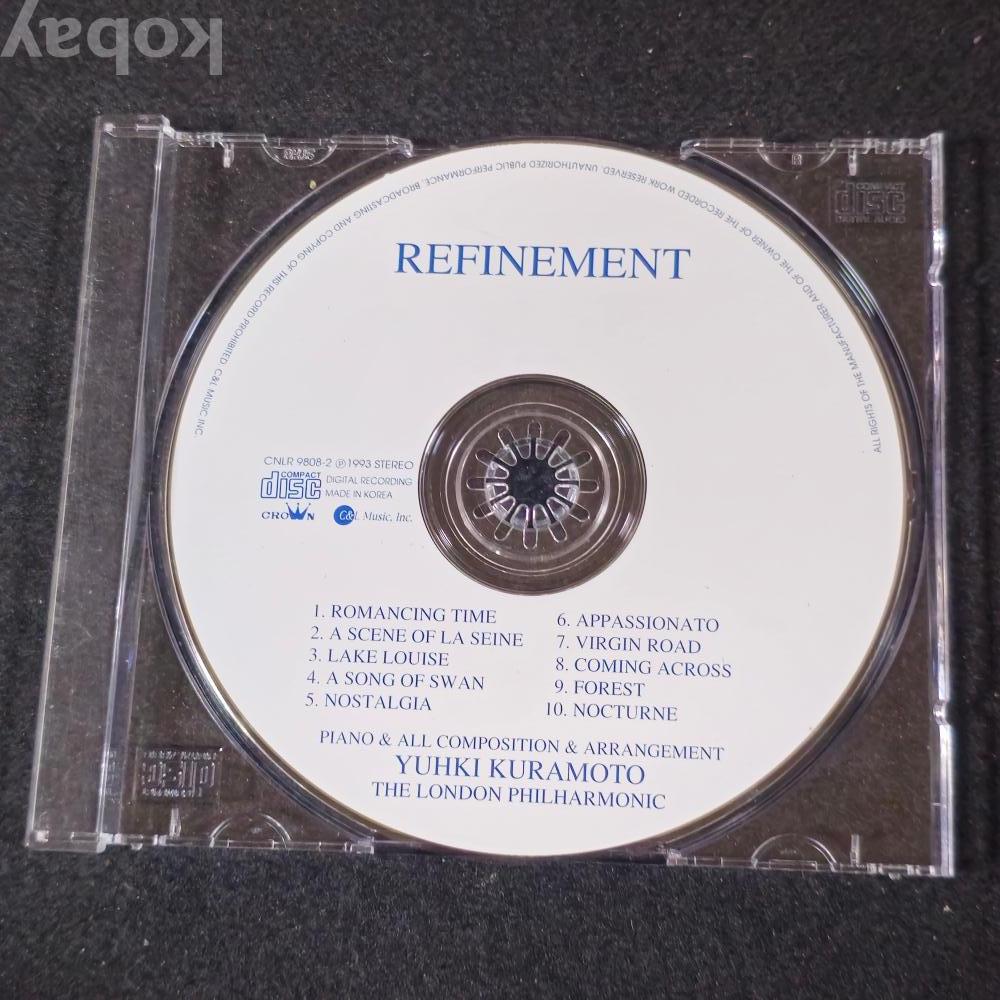 kobay
UNAUTHORIZED PUBLIC PERFORMANCE, BROADCASTING AND COPYING OF THIS RECORD PROHIBITED. C&L MUSIC INC.
ALL RIGHTS OF THE MANUFACTURER AND OF THE OWNER OF THE RECORDED WORK RESERVED.
COMPACT
disc
DIGITAL AUDIO
REFINEMENT
CNLR 9808-2 ℗1993 STEREO
COMPACT
disc
DIGITAL RECORDING
MADE IN KOREA
CROWN
C&L Music, Inc.
1. ROMANCING TIME
2. A SCENE OF LA SEINE
3. LAKE LOUISE
4. A SONG OF SWAN
5. NOSTALGIA
6. APPASSIONATO
7. VIRGIN ROAD
8. COMING ACROSS
9. FOREST
10. NOCTURNE
PIANO & ALL COMPOSITION & ARRANGEMENT
YUHKI KURAMOTO
THE LONDON PHILHARMONIC